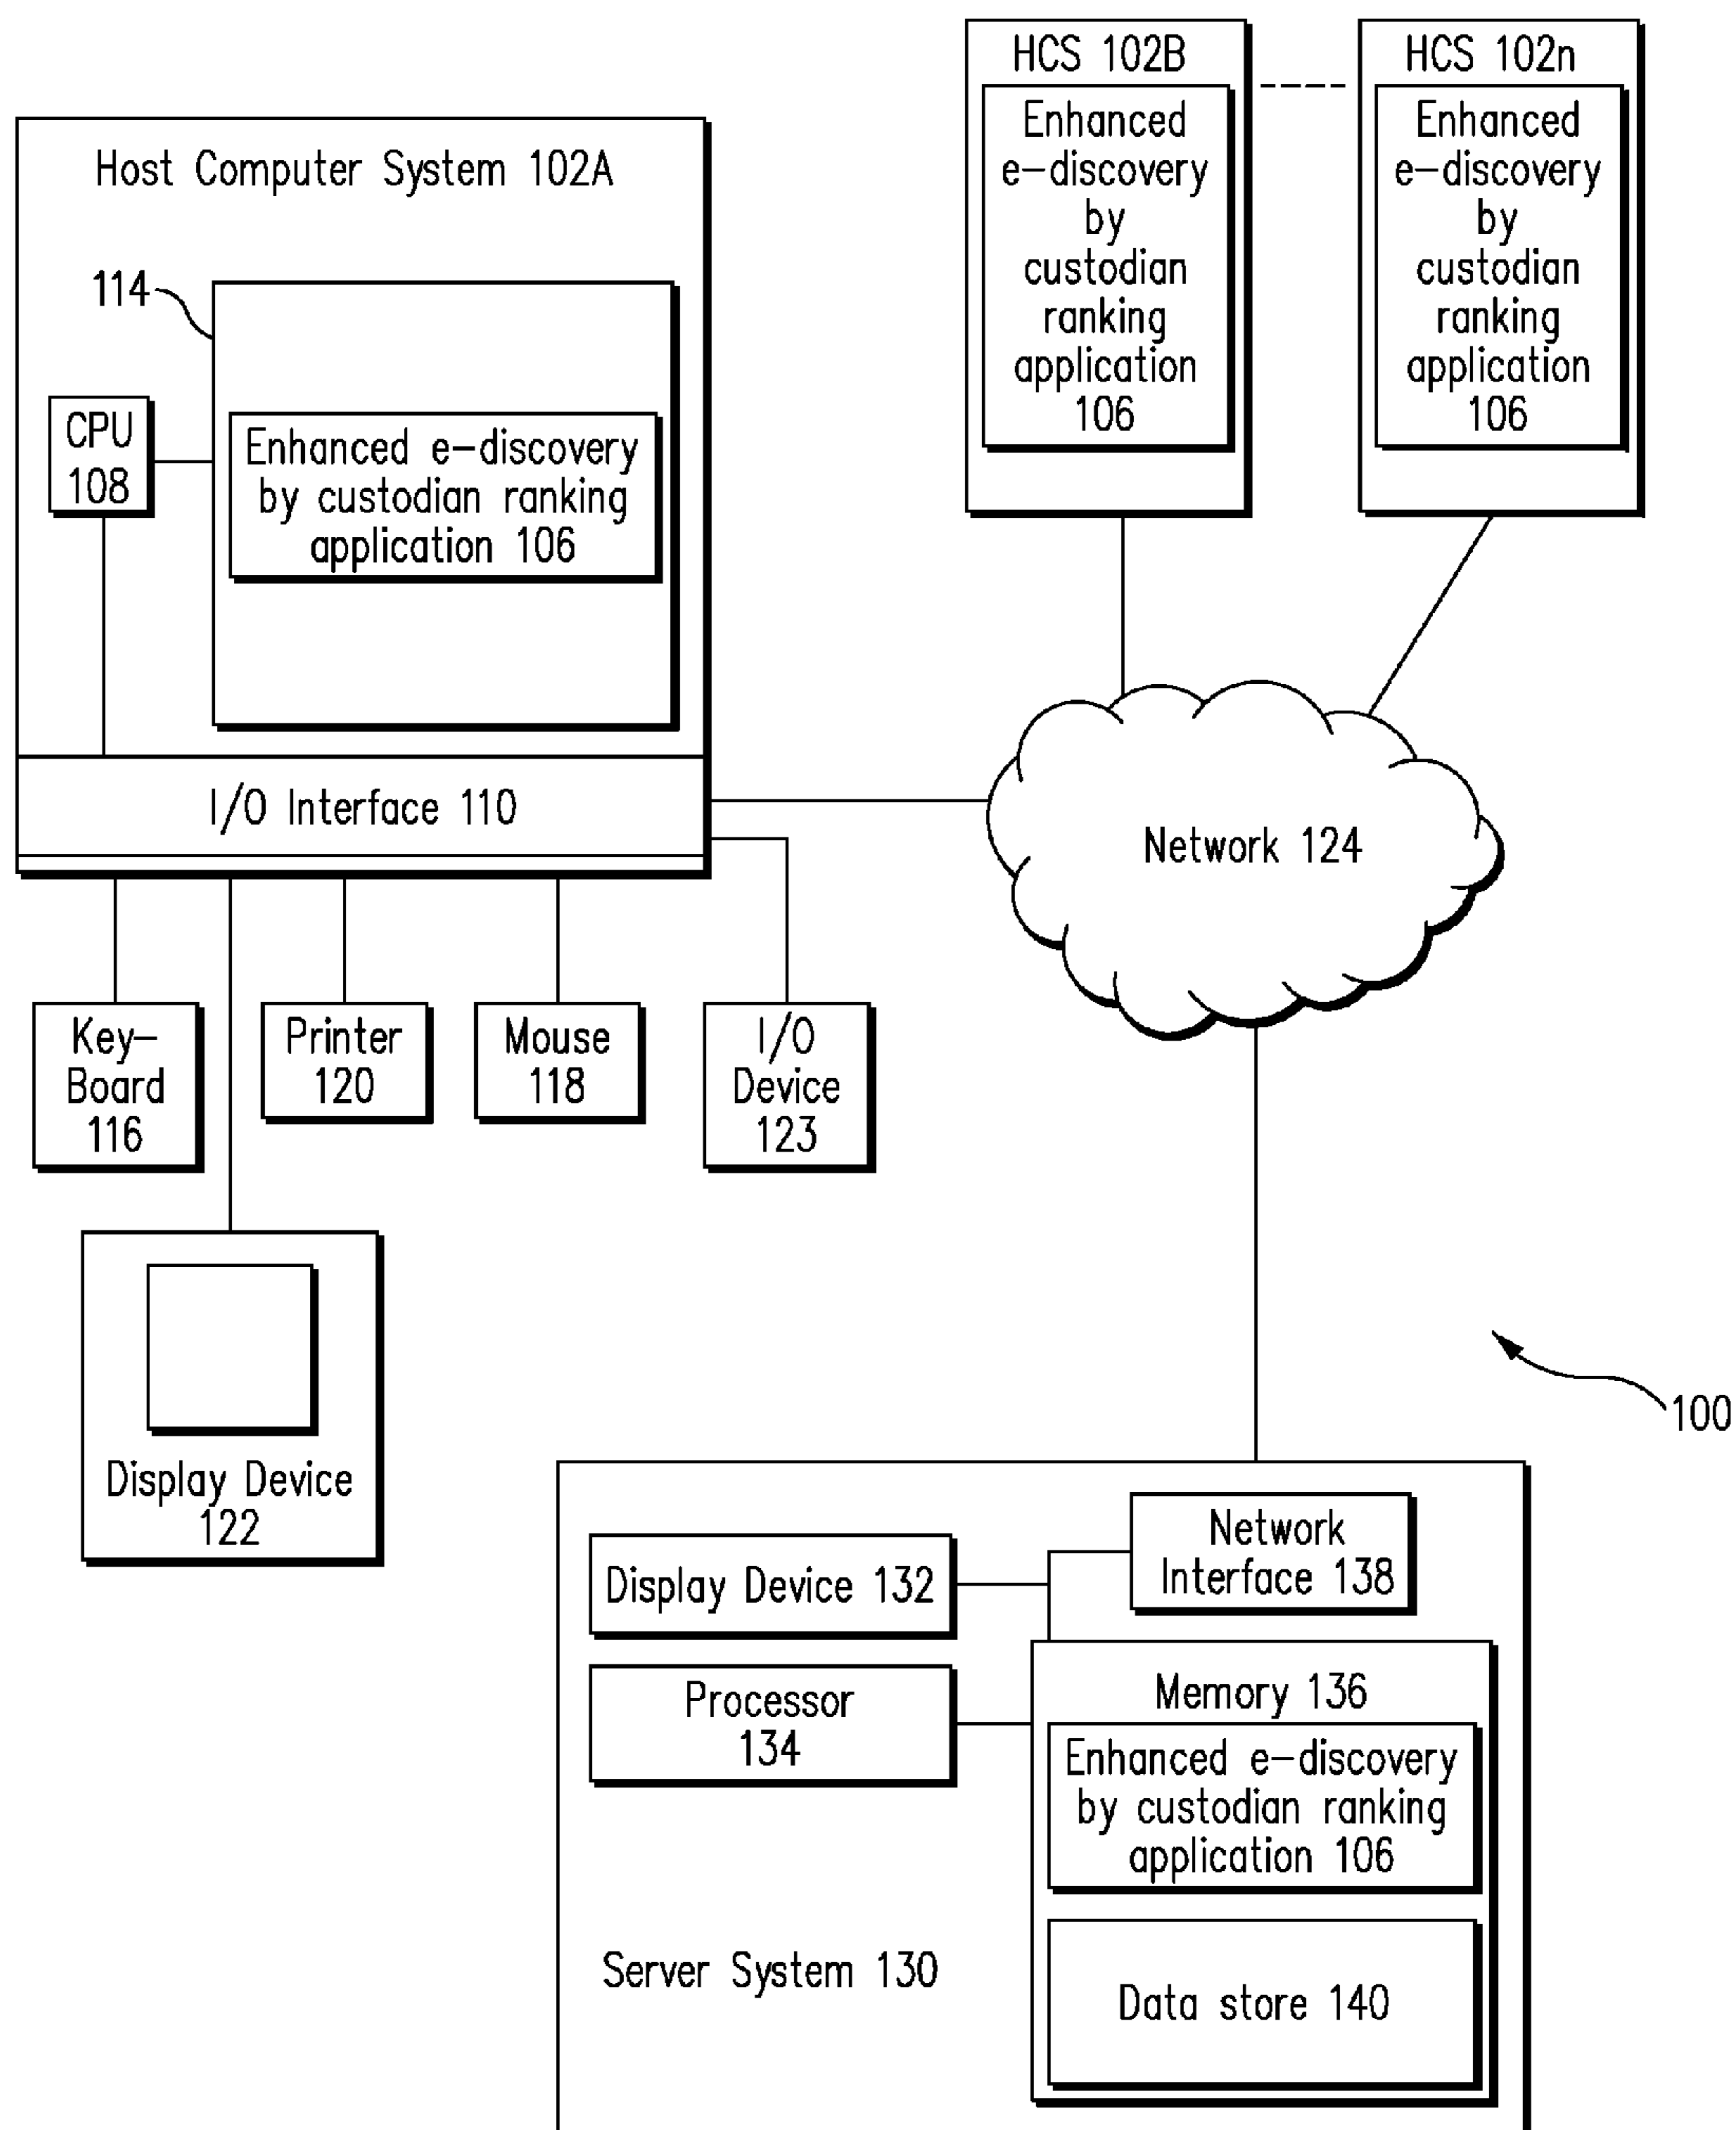 HCS 102B
Enhanced
e-discovery
by
custodian
ranking
application
106
HCS 102n
Enhanced
e-discovery
by
custodian
ranking
application
106
Host Computer System 102A
114
CPU
108
Enhanced e-discovery
by custodian ranking
application 106
I/O Interface 110
Network 124
Key-
Board
116
Printer
120
Mouse
118
I/O
Device
123
Display Device
122
100
Network
Interface 138
Display Device 132
Processor
134
Memory 136
Enhanced e-discovery
by custodian ranking
application 106
Server System 130
Data store 140